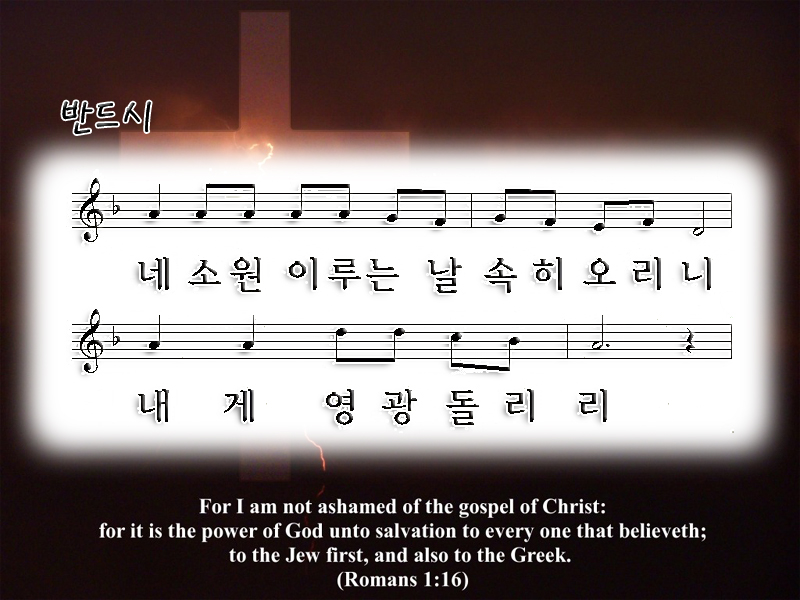 반드시
네 소원 이루는 날 속히 오리니
내 게 영광돌리리
For I am not ashamed of the gospel of Christ:
for it is the power of God unto salvation to every one that believeth;
to the Jew first, and also to the Greek.
(Romans 1:16)